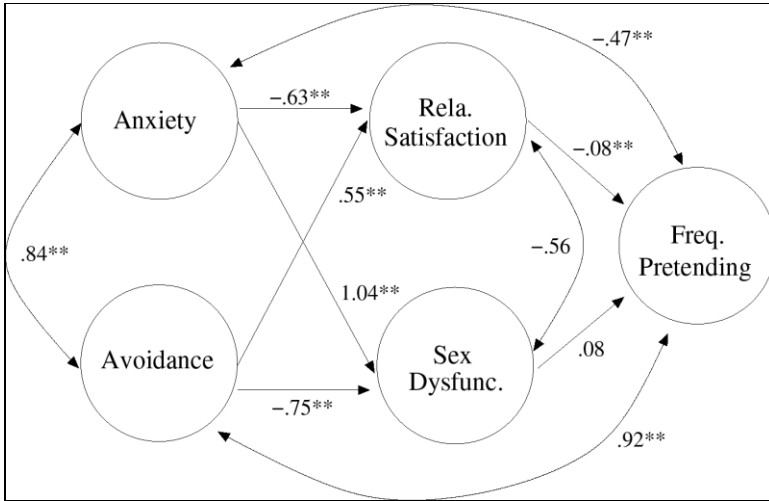 −.47**
Anxiety
−.63**
Rela.
Satisfaction
−.08**
.55**
.84**
−.56
Freq.
Pretending
1.04**
Avoidance
Sex
Dysfunc.
.08
−.75**
.92**